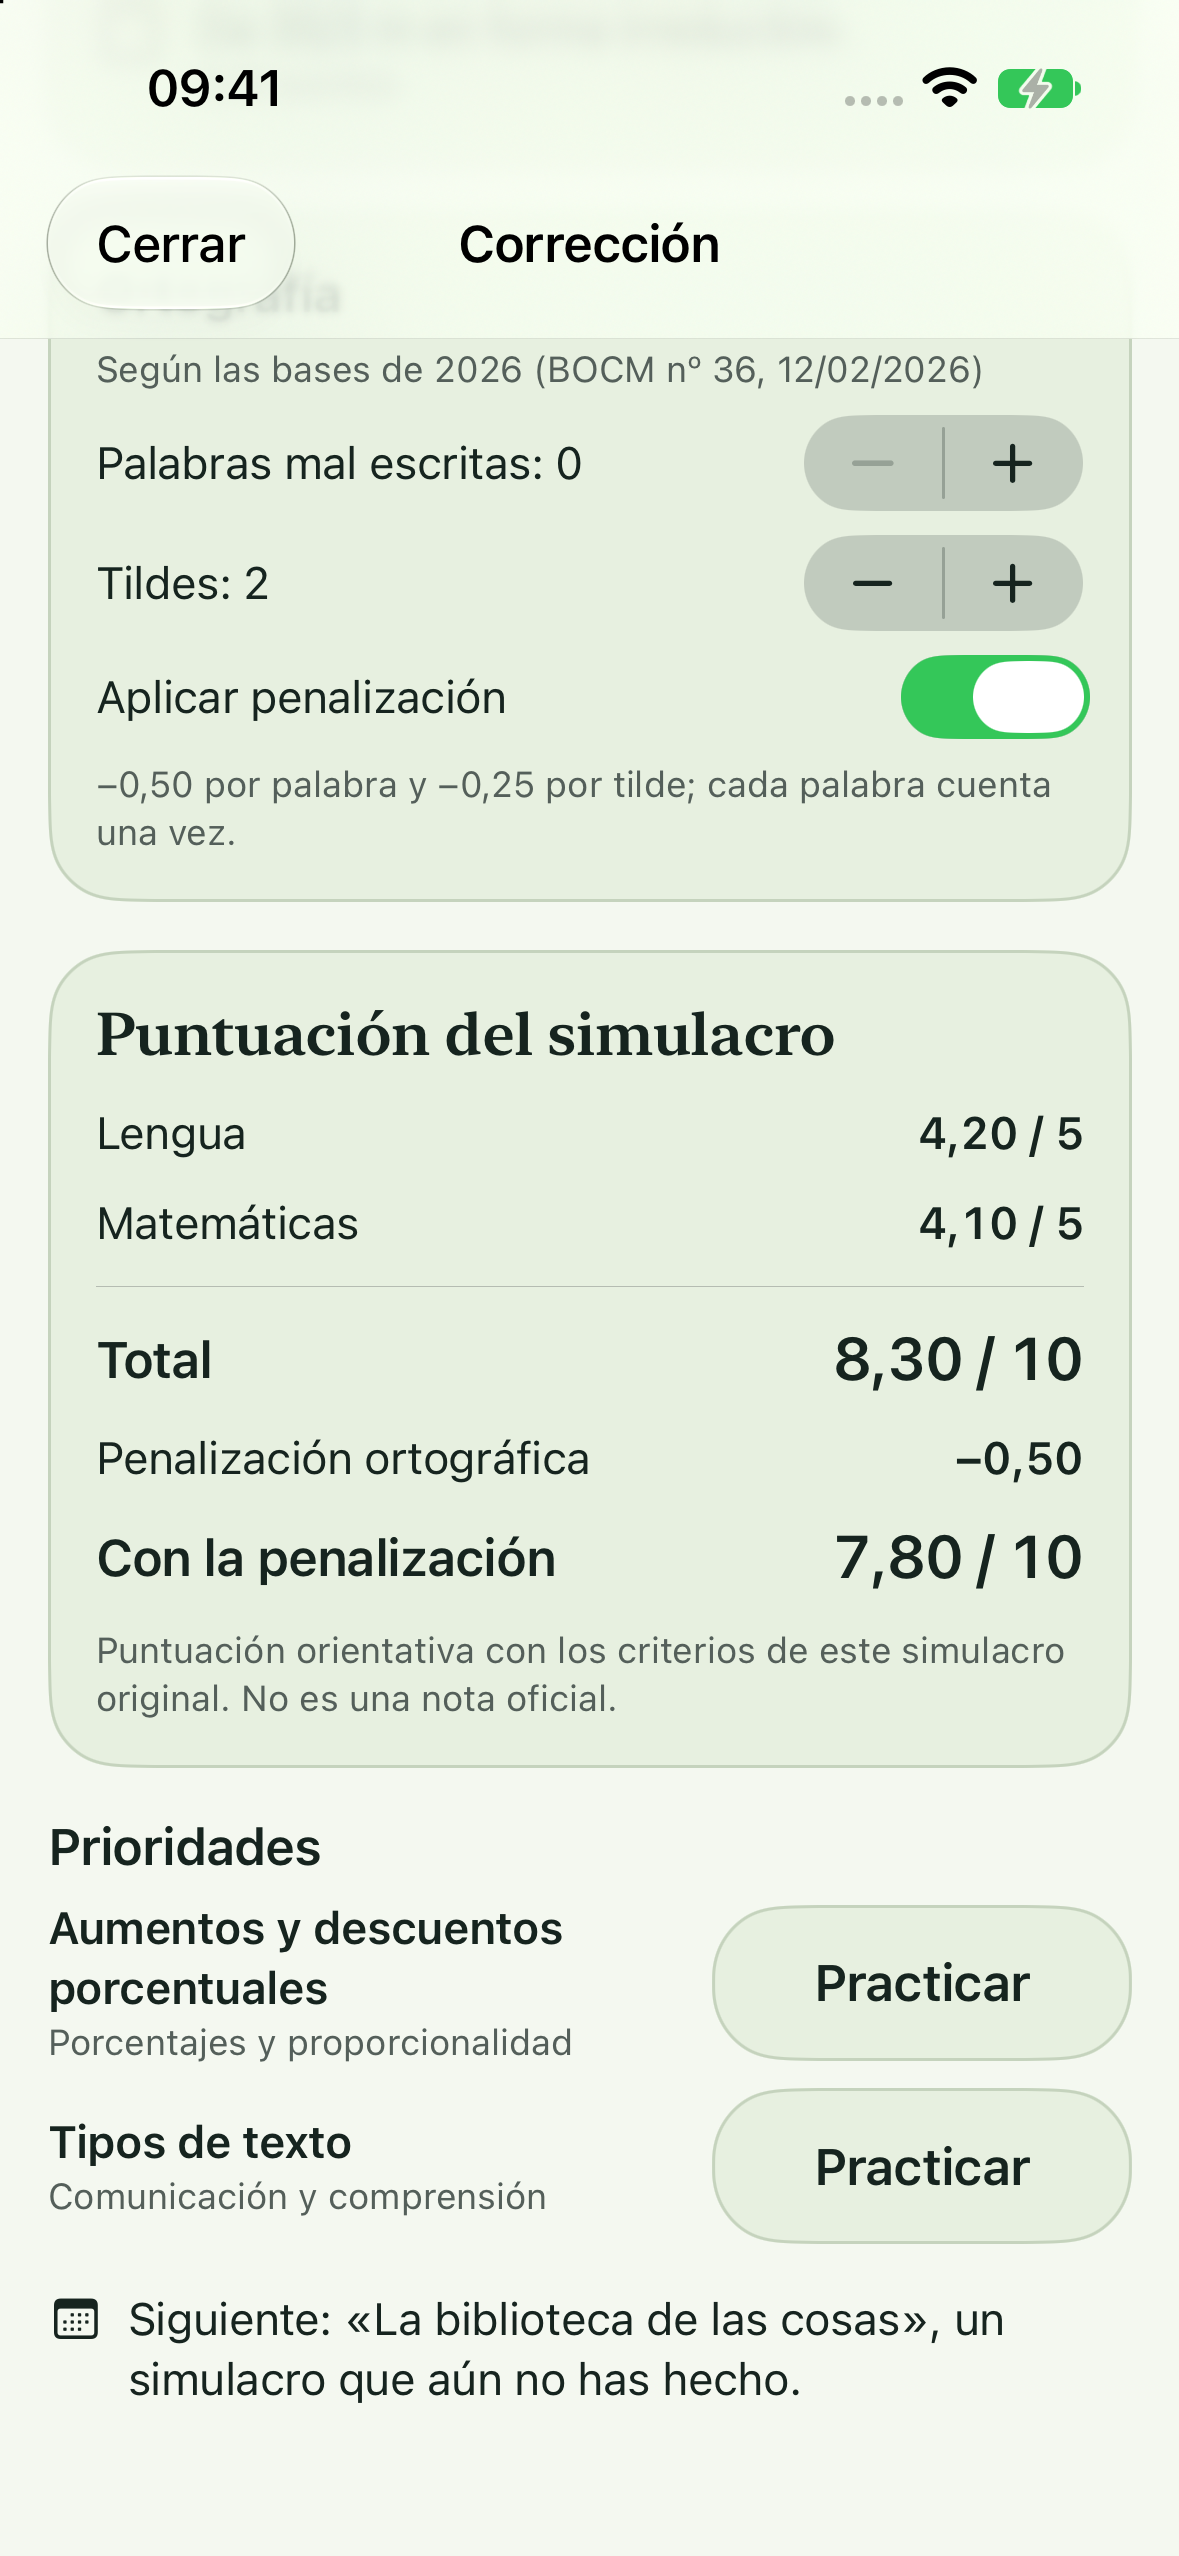 09:41
Cerrar
Corrección
Según las bases de 2026 (BOCM nº 36, 12/02/2026)
Palabras mal escritas: 0
Tildes: 2
Aplicar penalización
–0,50 por palabra y –0,25 por tilde; cada palabra cuenta
una vez.
Puntuación del simulacro
Lengua 4,20 / 5
Matemáticas 4,10 / 5
Total 8,30 / 10
Penalización ortográfica –0,50
Con la penalización 7,80 / 10
Puntuación orientativa con los criterios de este simulacro
original. No es una nota oficial.
Prioridades
Aumentos y descuentos
porcentuales
Porcentajes y proporcionalidad
Practicar
Tipos de texto
Comunicación y comprensión
Practicar
Siguiente: «La biblioteca de las cosas», un
simulacro que aún no has hecho.